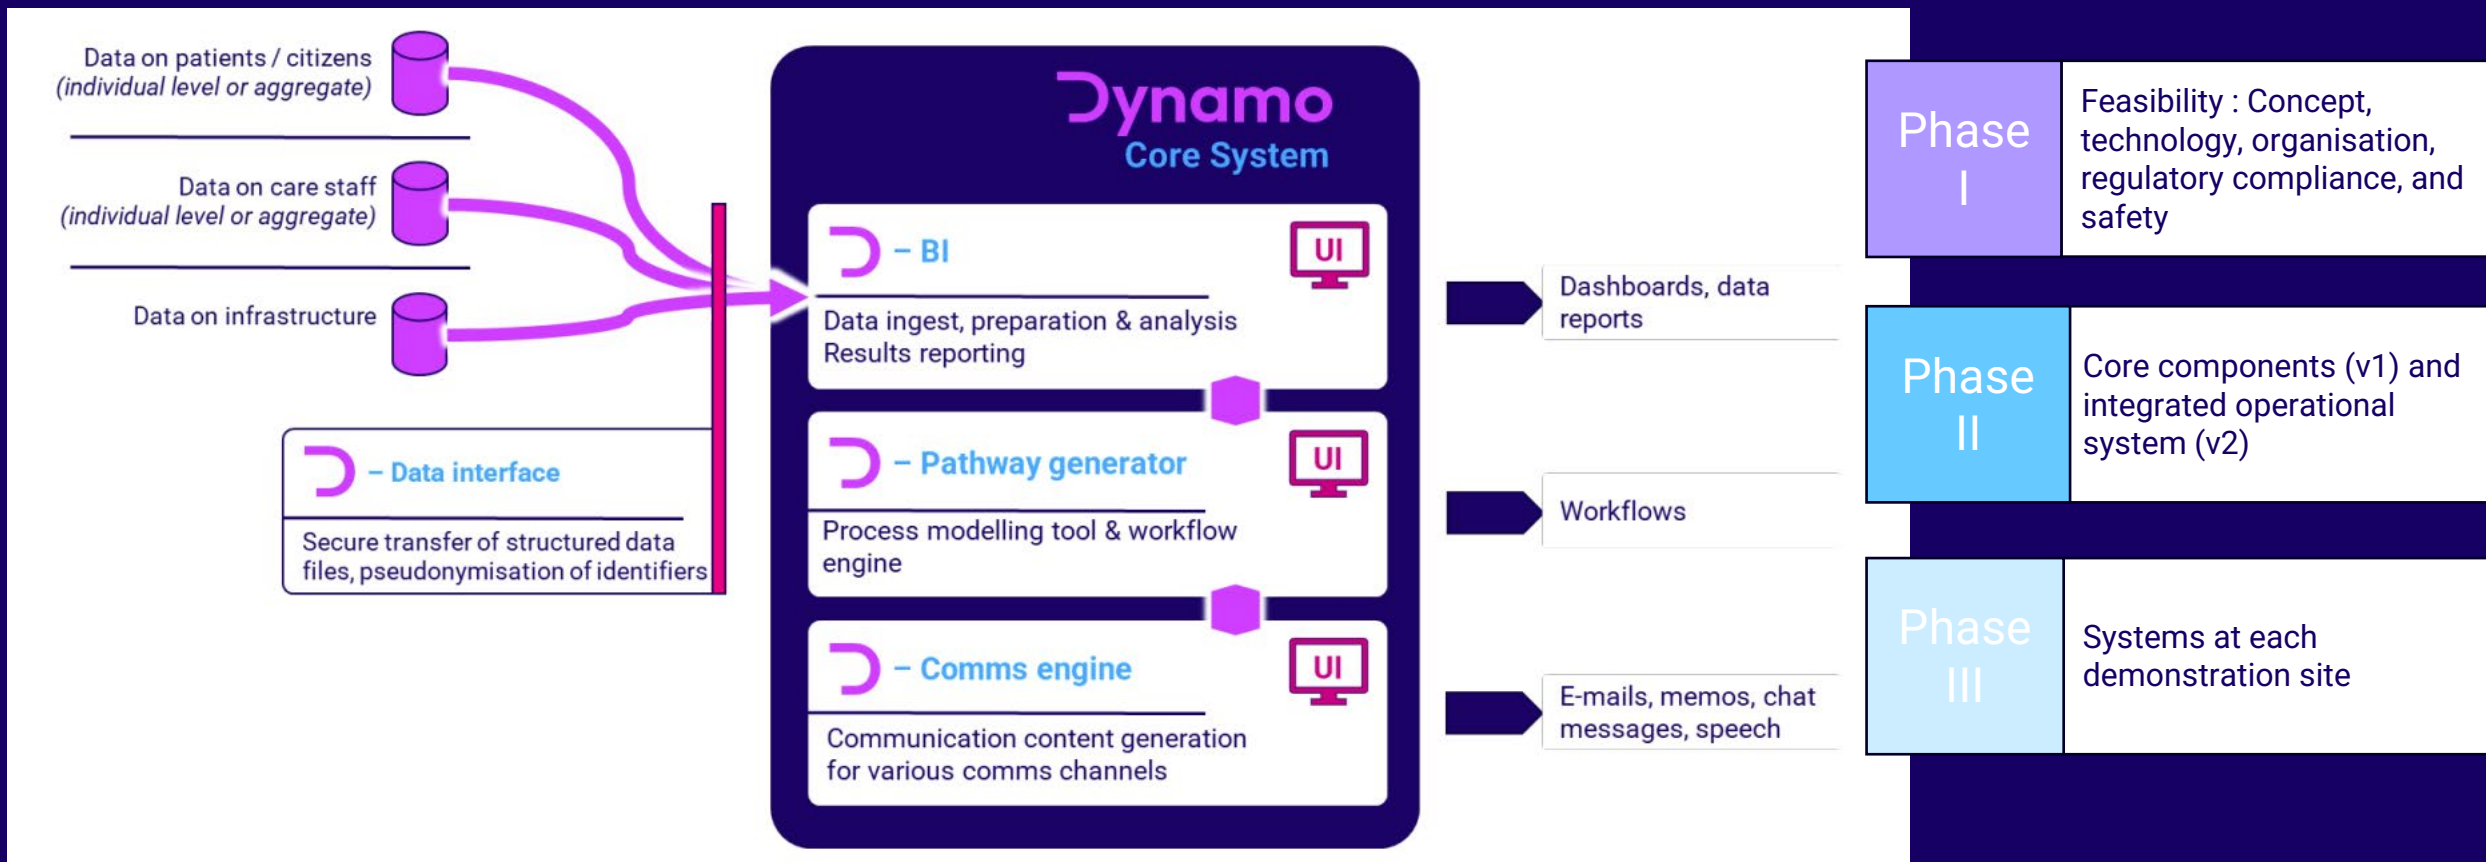 Data on patients / citizens
(individual level or aggregate)
Data on care staff
(individual level or aggregate)
Data on infrastructure
– Data interface
Secure transfer of structured data
files, pseudonymisation of identifiers
Dynamo
Core System
– BI
UI
Data ingest, preparation & analysis
Results reporting
– Pathway generator
UI
Process modelling tool & workflow
engine
– Comms engine
UI
Communication content generation
for various comms channels
Dashboards, data
reports
Workflows
E-mails, memos, chat
messages, speech
Phase
I
Feasibility : Concept,
technology, organisation,
regulatory compliance, and
safety
Phase
II
Core components (v1) and
integrated operational
system (v2)
Phase
III
Systems at each
demonstration site